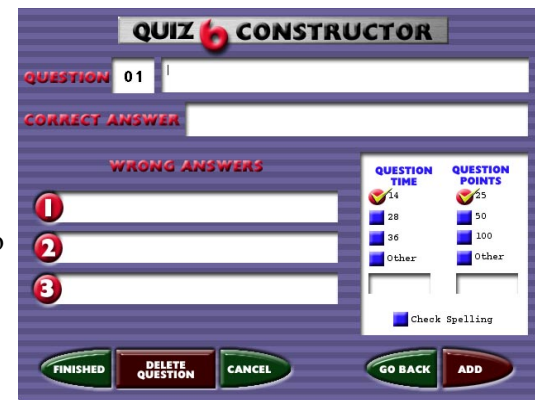 QUIZ 6 CONSTRUCTOR
QUESTION 01
CORRECT ANSWER
WRONG ANSWERS
1
2
3
QUESTION TIME
14
28
36
Other
QUESTION POINTS
25
50
100
Other
Check Spelling
FINISHED
DELETE QUESTION
CANCEL
GO BACK
ADD